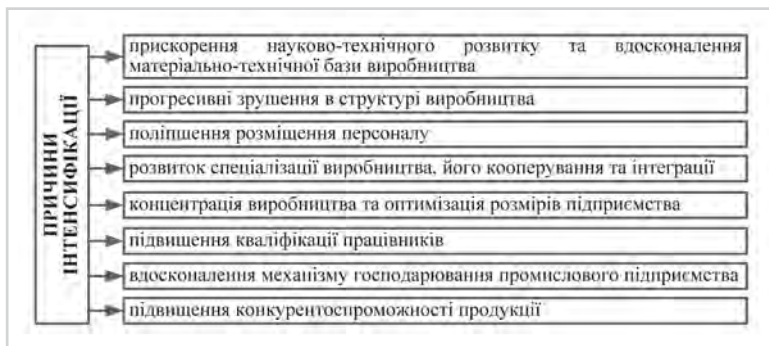 ПРИЧИНИ
ІНТЕНСИФІКАЦІЇ
прискорення науково-технічного розвитку та вдосконалення
матеріально-технічної бази виробництва
прогресивні зрушення в структурі виробництва
поліпшення розміщення персоналу
розвиток спеціалізації виробництва, його кооперування та інтеграції
концентрація виробництва та оптимізація розмірів підприємства
підвищення кваліфікації працівників
вдосконалення механізму господарювання промислового підприємства
підвищення конкурентоспроможності продукції